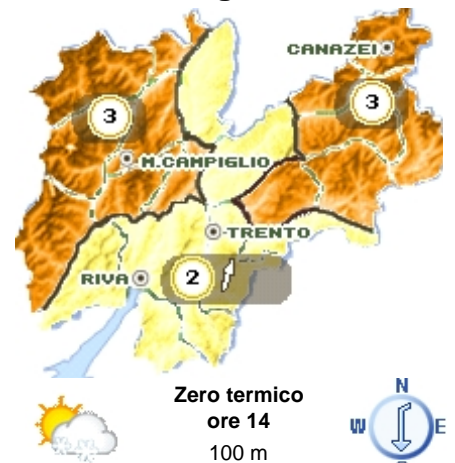 CANAZEI
3
3
M.CAMPIGLIO
TRENTO
RIVA
2
Zero termico
ore 14
100 m
N
W
E